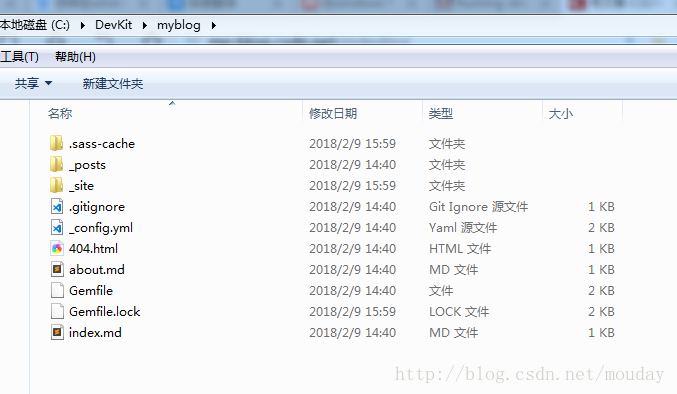 本地磁盘 (C:) ▸ DevKit ▸ myblog ▸
工具(T) 帮助(H)
共享 ▼ 新建文件夹
名称 修改日期 类型 大小
.sass-cache 2018/2/9 15:59 文件夹
_posts 2018/2/9 14:40 文件夹
_site 2018/2/9 15:59 文件夹
.gitignore 2018/2/9 14:40 Git Ignore 源文件 1 KB
_config.yml 2018/2/9 14:40 Yaml 源文件 2 KB
404.html 2018/2/9 14:40 HTML 文件 1 KB
about.md 2018/2/9 14:40 MD 文件 1 KB
Gemfile 2018/2/9 14:40 文件 2 KB
Gemfile.lock 2018/2/9 15:59 LOCK 文件 2 KB
index.md 2018/2/9 14:40 MD 文件 1 KB
http://blog.csdn.net/mouday